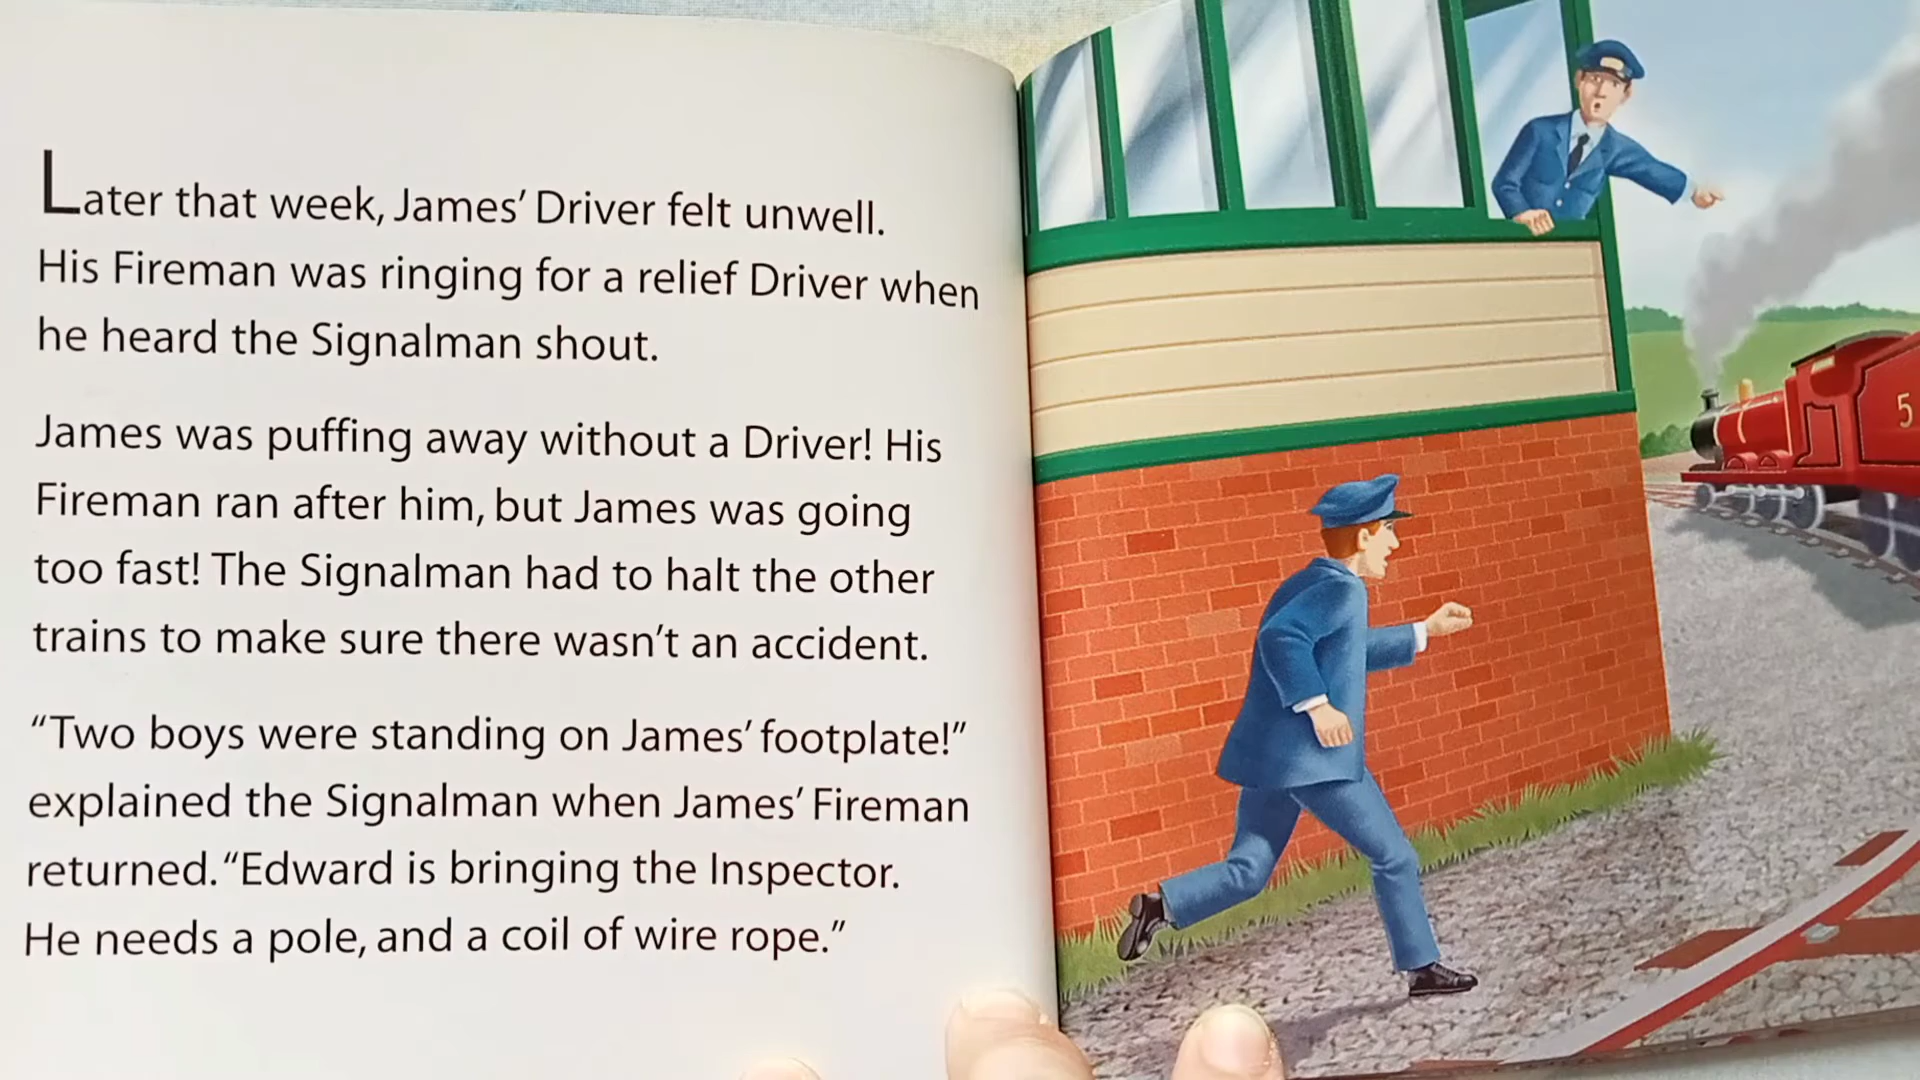 Later that week, James’ Driver felt unwell.
His Fireman was ringing for a relief Driver when
he heard the Signalman shout.
James was puffing away without a Driver! His
Fireman ran after him, but James was going
too fast! The Signalman had to halt the other
trains to make sure there wasn’t an accident.
“Two boys were standing on James’ footplate!”
explained the Signalman when James’ Fireman
returned. “Edward is bringing the Inspector.
He needs a pole, and a coil of wire rope.”
5